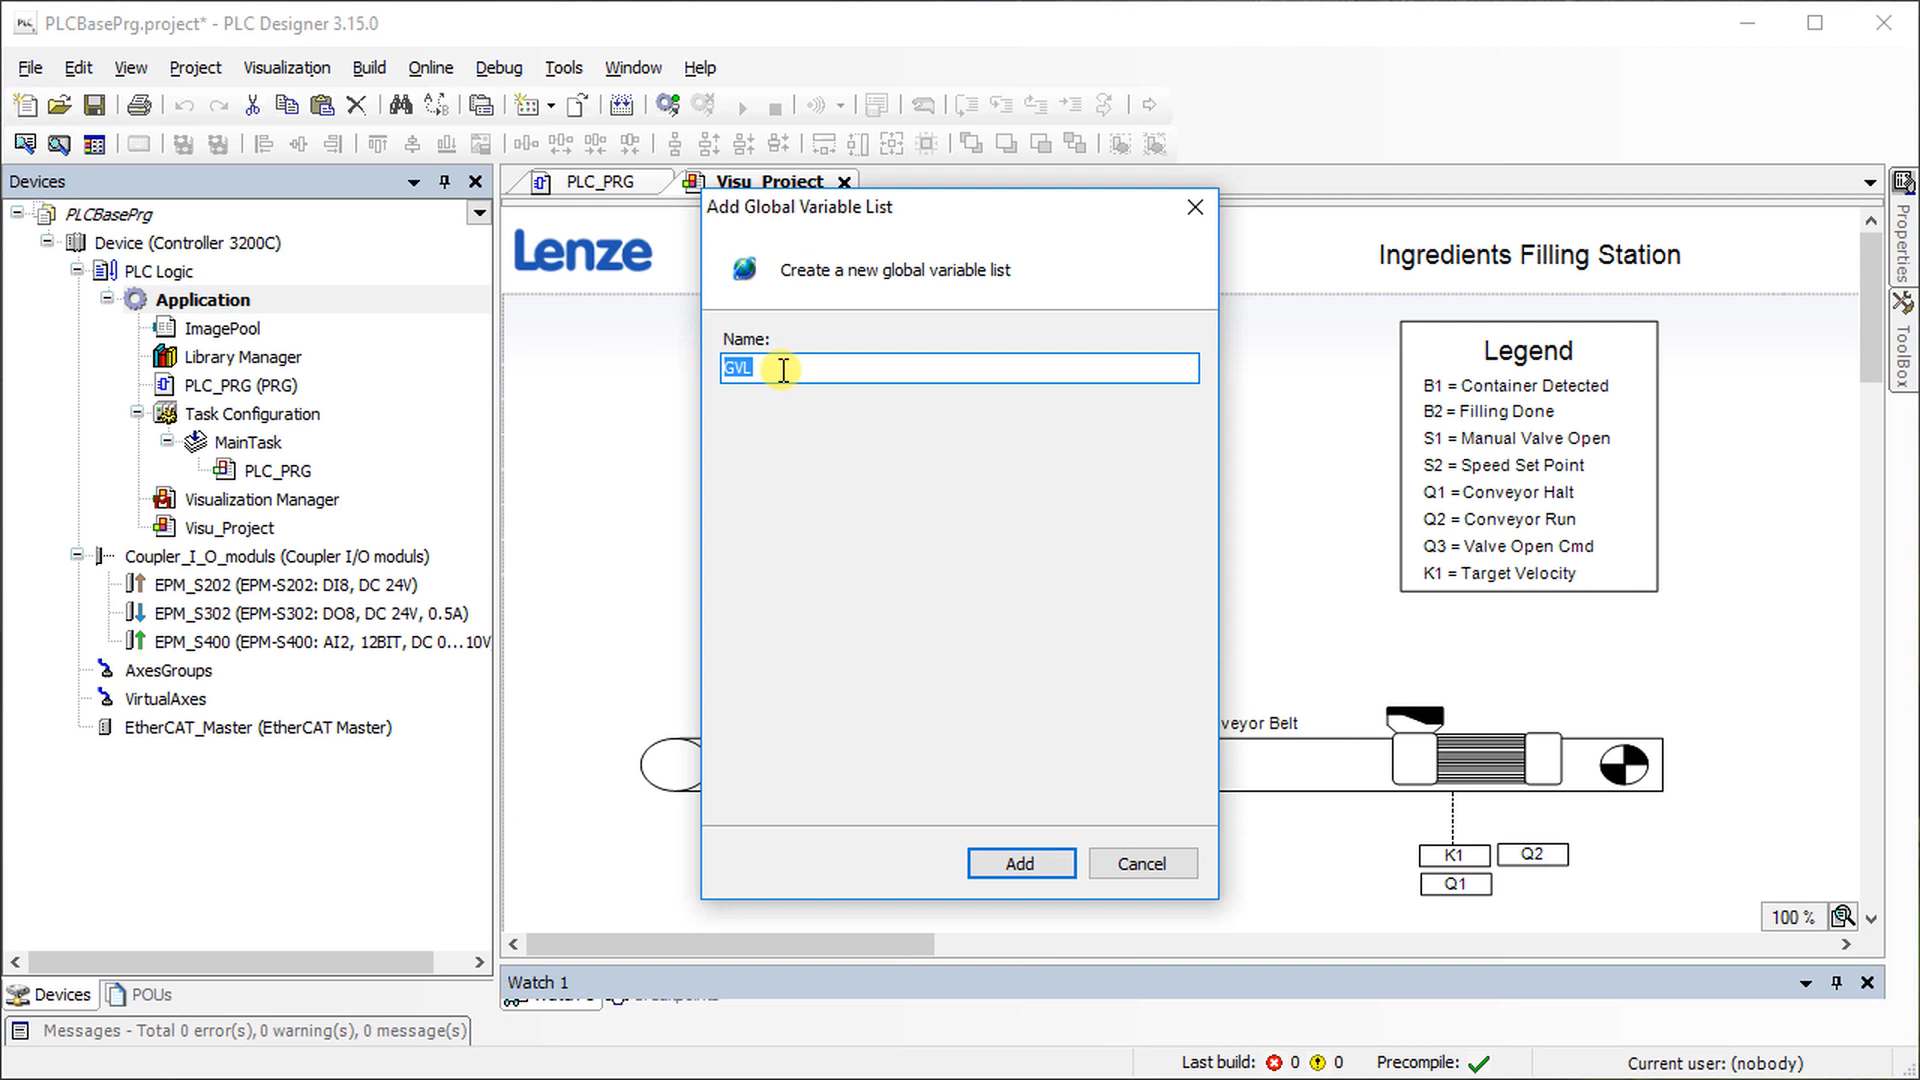 PLCBasePrg.project* - PLC Designer 3.15.0
File Edit View Project Visualization Build Online Debug Tools Window Help
Devices
PLCBasePrg
Device (Controller 3200C)
PLC Logic
Application
ImagePool
Library Manager
PLC_PRG (PRG)
Task Configuration
MainTask
PLC_PRG
Visualization Manager
Visu_Project
Coupler_I_O_moduls (Coupler I/O moduls)
EPM_S202 (EPM-S202: DI8, DC 24V)
EPM_S302 (EPM-S302: DO8, DC 24V, 0.5A)
EPM_S400 (EPM-S400: AI2, 12BIT, DC 0...10V
AxesGroups
VirtualAxes
EtherCAT_Master (EtherCAT Master)
Devices POUs
PLC_PRG Visu_Project
Lenze
Ingredients Filling Station
Add Global Variable List
Create a new global variable list
Name:
GVL
Add Cancel
Legend
B1 = Container Detected
B2 = Filling Done
S1 = Manual Valve Open
S2 = Speed Set Point
Q1 = Conveyor Halt
Q2 = Conveyor Run
Q3 = Valve Open Cmd
K1 = Target Velocity
veyor Belt
K1 Q2
Q1
100 %
Properties
ToolBox
Watch 1
Messages - Total 0 error(s), 0 warning(s), 0 message(s)
Last build: 0 0 Precompile: Current user: (nobody)